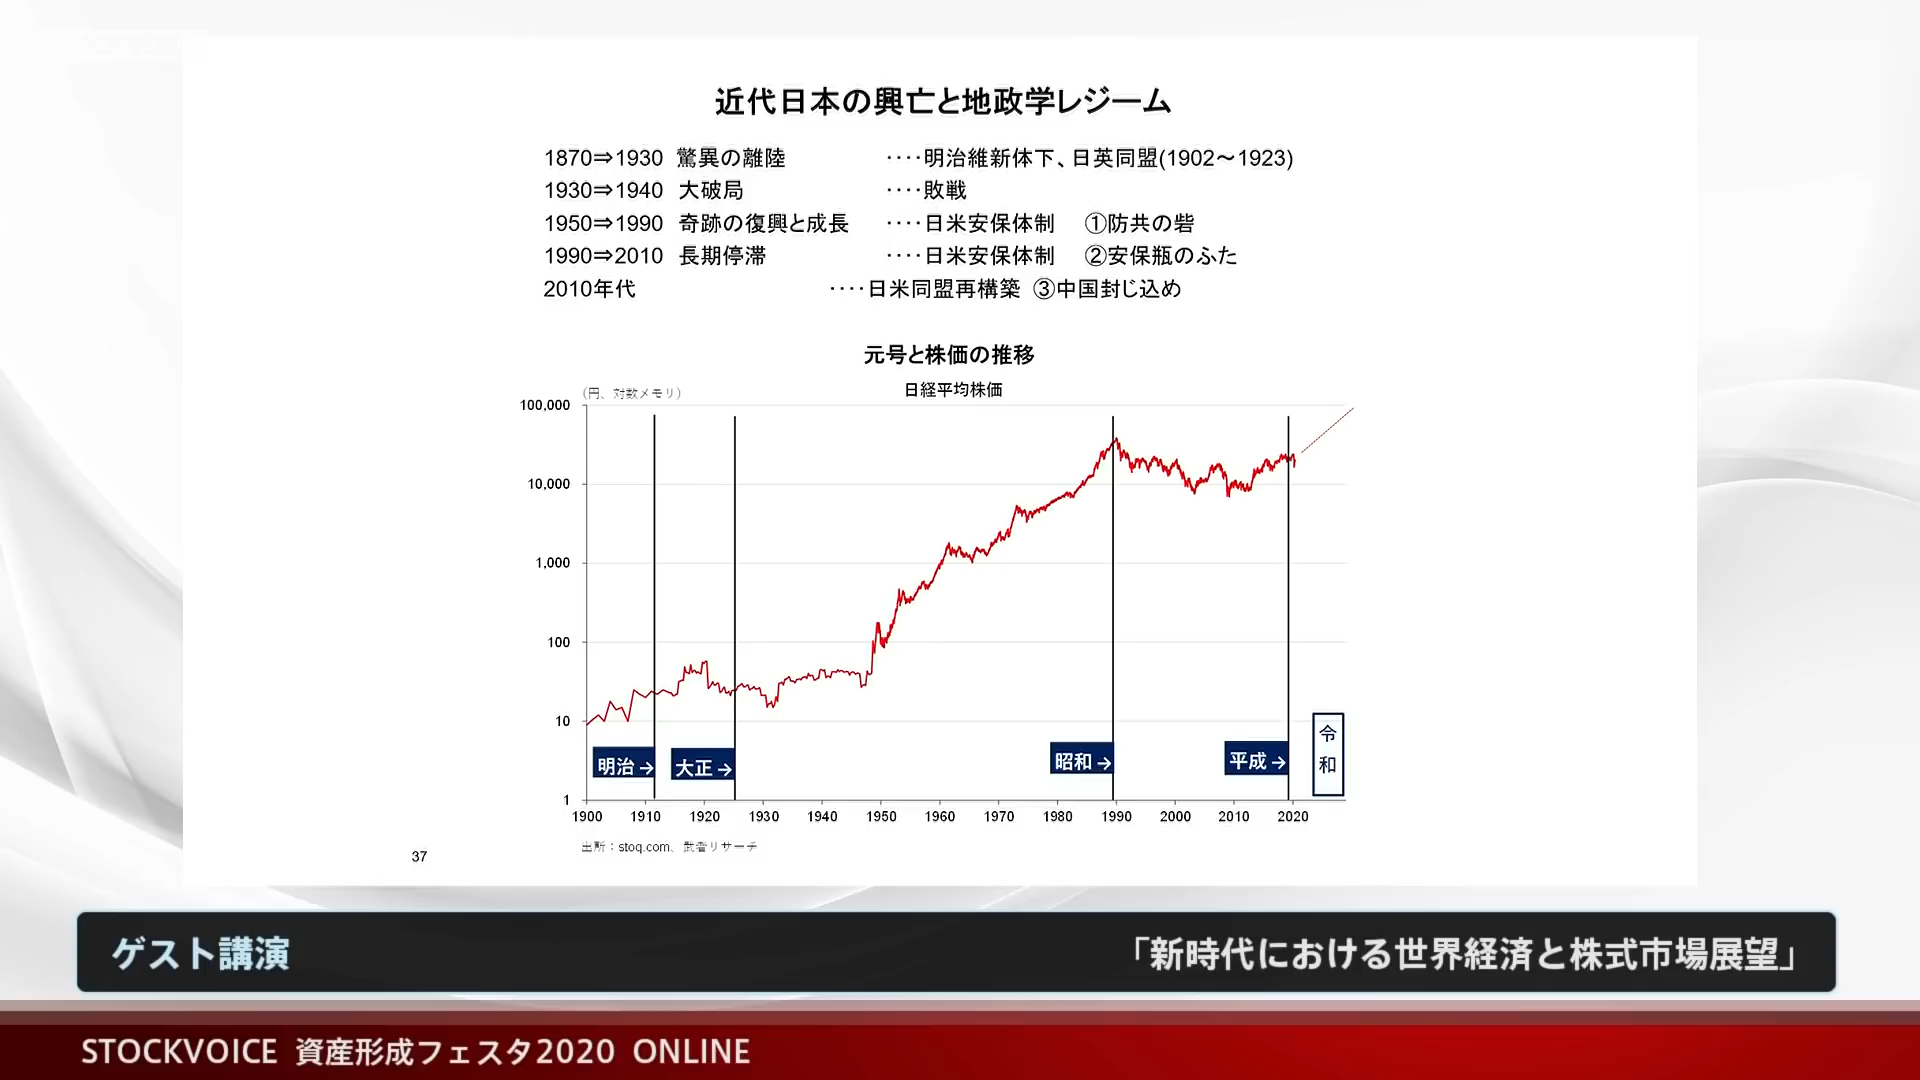 近代日本の興亡と地政学レジーム
1870⇒1930 驚異の離陸 ‥‥明治維新体下、日英同盟(1902～1923)
1930⇒1940 大破局 ‥‥敗戦
1950⇒1990 奇跡の復興と成長 ‥‥日米安保体制 ①防共の砦
1990⇒2010 長期停滞 ‥‥日米安保体制 ②安保瓶のふた
2010年代 ‥‥日米同盟再構築 ③中国封じ込め
元号と株価の推移
日経平均株価
（円、対数メモリ）
100,000
10,000
1,000
100
10
1
明治→
大正→
昭和→
平成→
令和
1900 1910 1920 1930 1940 1950 1960 1970 1980 1990 2000 2010 2020
出所：stoq.com、武者リサーチ
37
ゲスト講演
「新時代における世界経済と株式市場展望」
STOCKVOICE 資産形成フェスタ2020 ONLINE